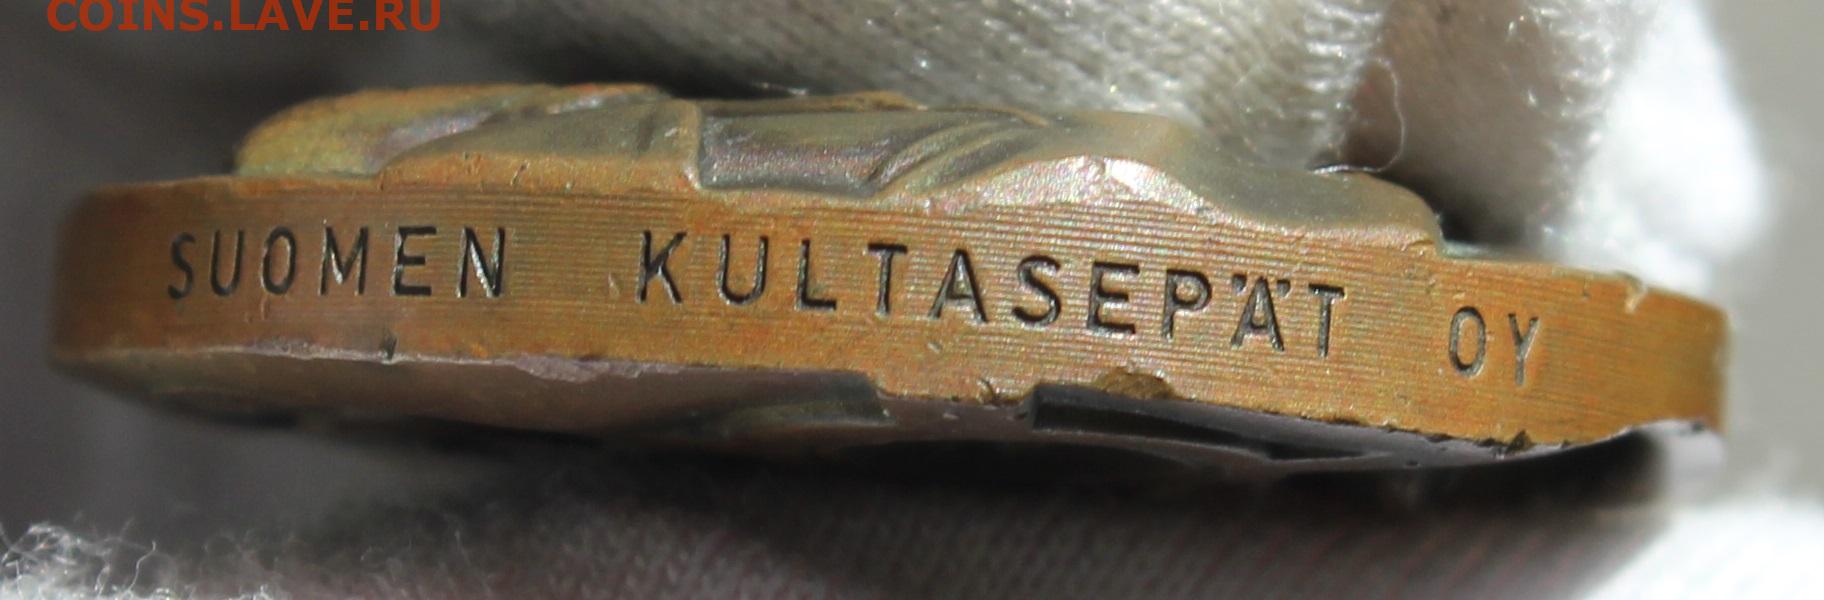 COINS.LAVE.RU
SUOMEN KULTASEPÄT OY